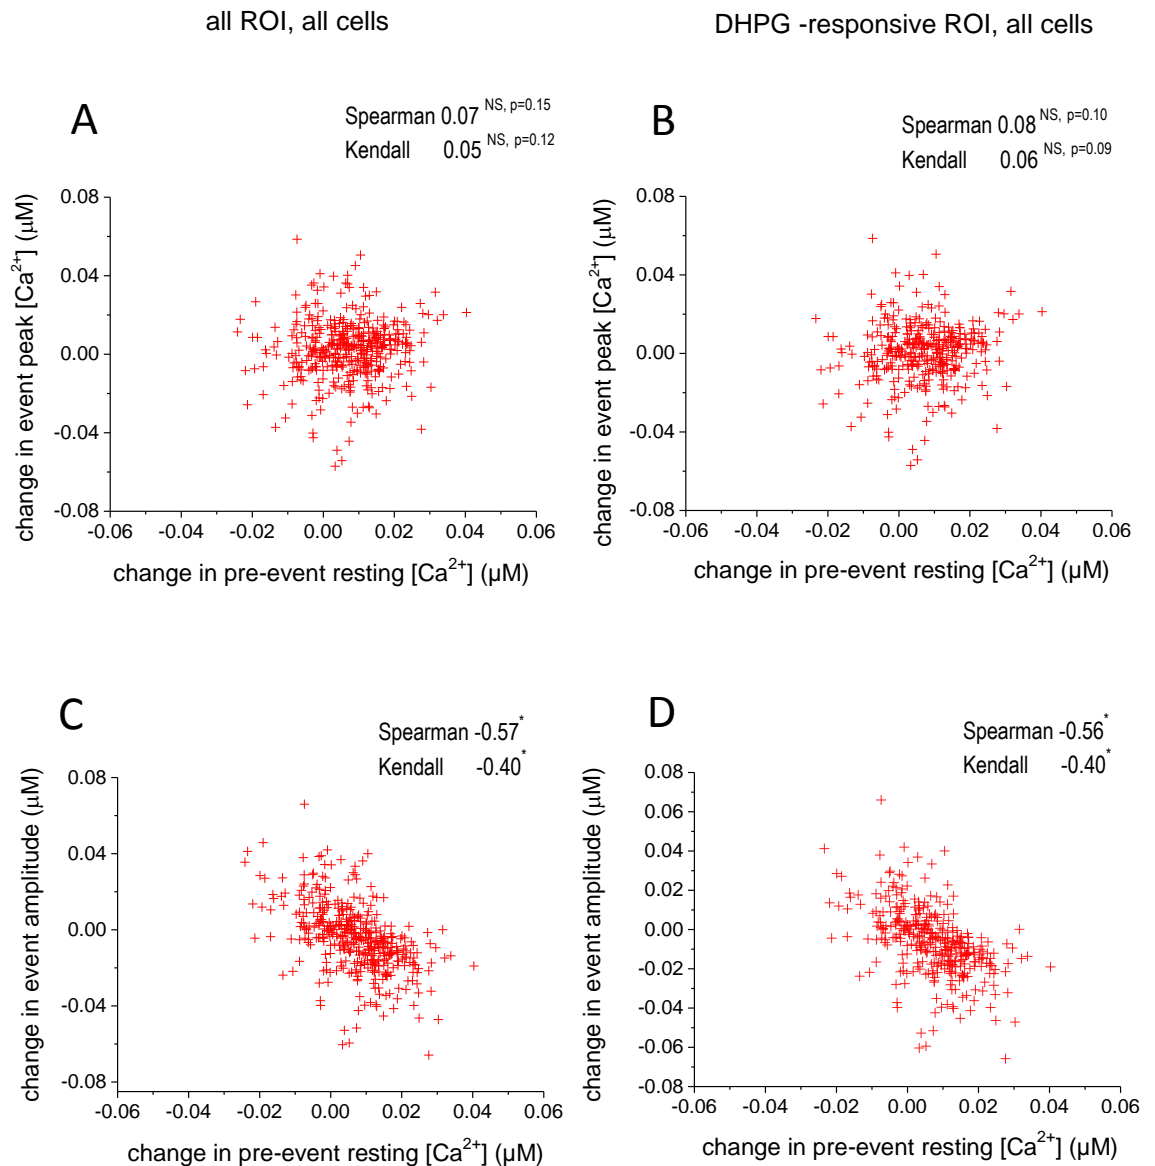 all ROI, all cells
DHPG -responsive ROI, all cells
A
Spearman 0.07 NS, p=0.15
Kendall 0.05 NS, p=0.12
0.08
0.04
0.00
-0.04
-0.08
-0.06 -0.04 -0.02 0.00 0.02 0.04 0.06
change in event peak [Ca2+] (μM)
change in pre-event resting [Ca2+] (μM)
B
Spearman 0.08 NS, p=0.10
Kendall 0.06 NS, p=0.09
0.08
0.04
0.00
-0.04
-0.08
-0.06 -0.04 -0.02 0.00 0.02 0.04 0.06
change in event peak [Ca2+] (μM)
change in pre-event resting [Ca2+] (μM)
C
Spearman -0.57*
Kendall -0.40*
0.08
0.04
0.00
-0.04
-0.08
-0.06 -0.04 -0.02 0.00 0.02 0.04 0.06
change in event amplitude (μM)
change in pre-event resting [Ca2+] (μM)
D
Spearman -0.56*
Kendall -0.40*
0.08
0.06
0.04
0.02
0.00
-0.02
-0.04
-0.06
-0.08
-0.06 -0.04 -0.02 0.00 0.02 0.04 0.06
change in event amplitude (μM)
change in pre-event resting [Ca2+] (μM)